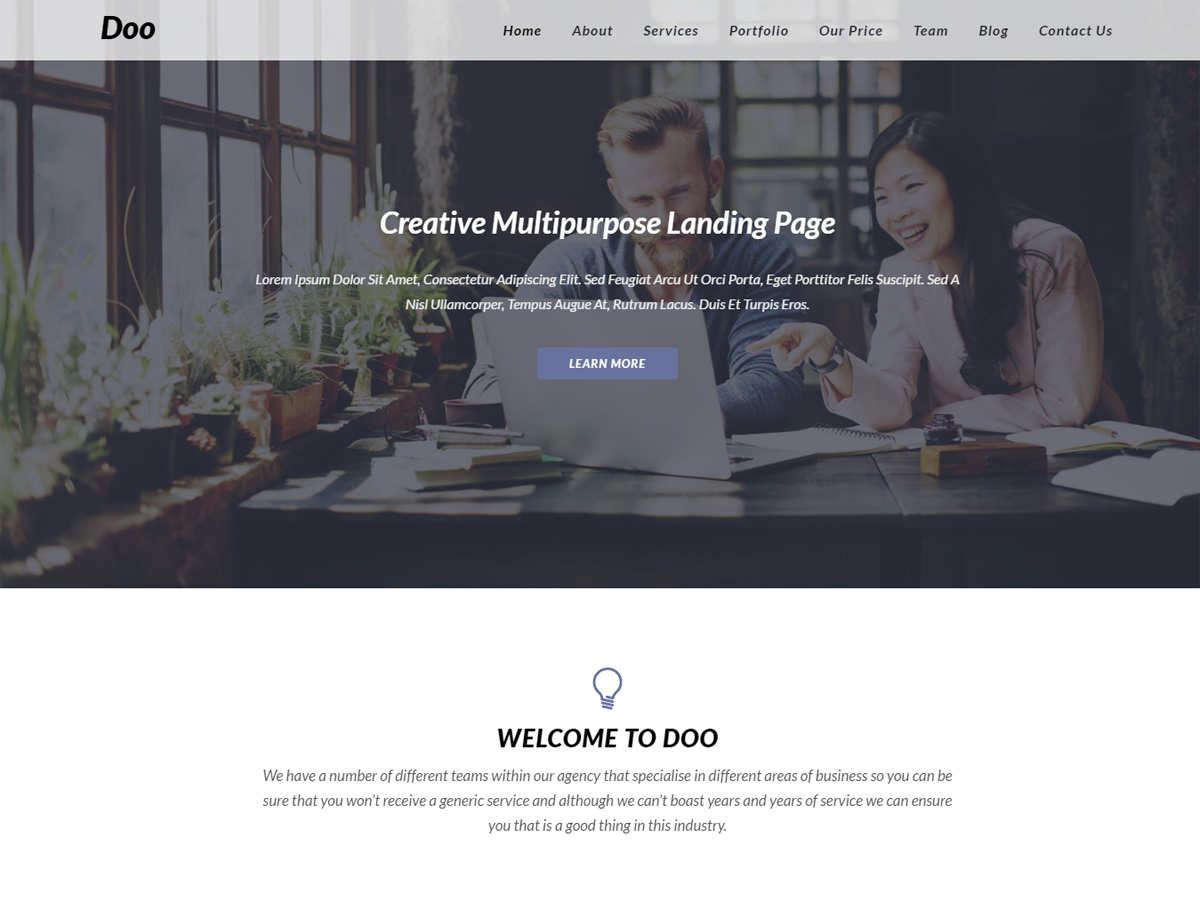 Doo
Home About Services Portfolio Our Price Team Blog Contact Us
Creative Multipurpose Landing Page
Lorem Ipsum Dolor Sit Amet, Consectetur Adipiscing Elit. Sed Feugiat Arcu Ut Orci Porta, Eget Porttitor Felis Suscipit. Sed A
Nisl Ullamcorper, Tempus Augue At, Rutrum Lacus. Duis Et Turpis Eros.
LEARN MORE
WELCOME TO DOO
We have a number of different teams within our agency that specialise in different areas of business so you can be
sure that you won't receive a generic service and although we can't boast years and years of service we can ensure
you that is a good thing in this industry.